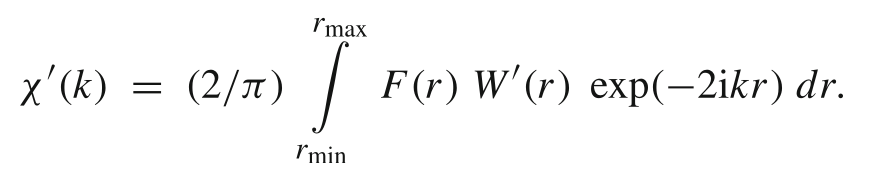 χ′(k) = (2/π) ∫_{r_min}^{r_max} F(r) W′(r) exp(−2ikr) dr.